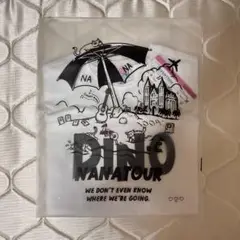 NA
NA
DINO
NANATOUR
WE DON'T EVEN KNOW
WHERE WE'RE GOING.